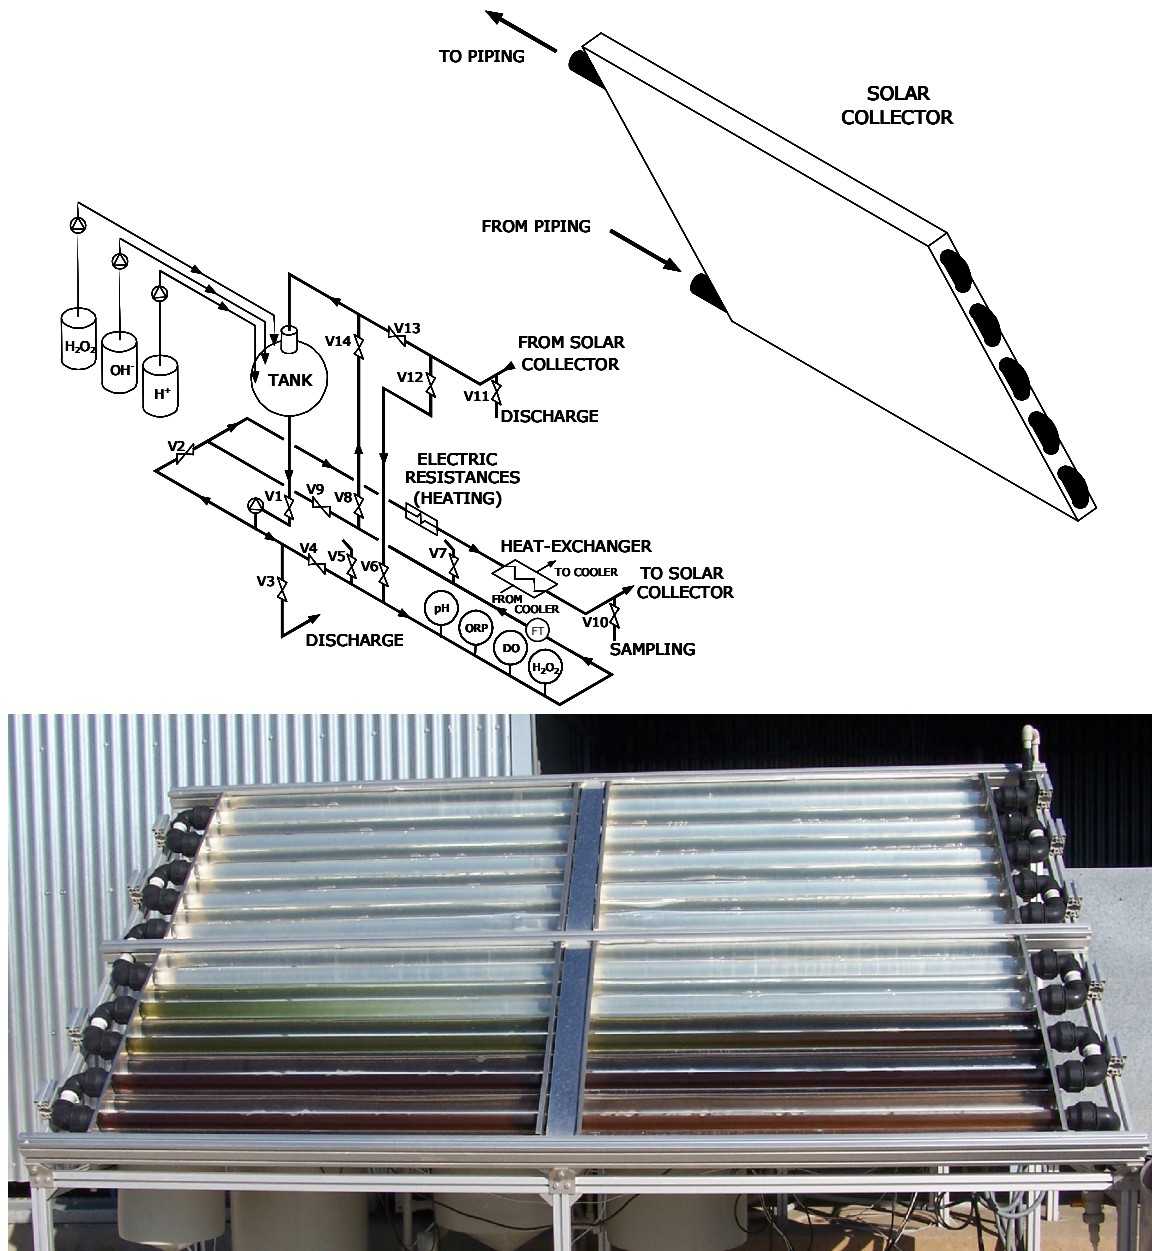 TO PIPING
SOLAR
COLLECTOR
FROM PIPING
H₂O₂
OH⁻
H⁺
TANK
V14
V13
FROM SOLAR
COLLECTOR
V12
V11
DISCHARGE
V2
ELECTRIC
RESISTANCES
(HEATING)
V1
V9
V8
V4
V5
V6
V7
HEAT-EXCHANGER
TO COOLER
FROM
COOLER
TO SOLAR
COLLECTOR
V3
V10
DISCHARGE
SAMPLING
pH
ORP
DO
H₂O₂
FT